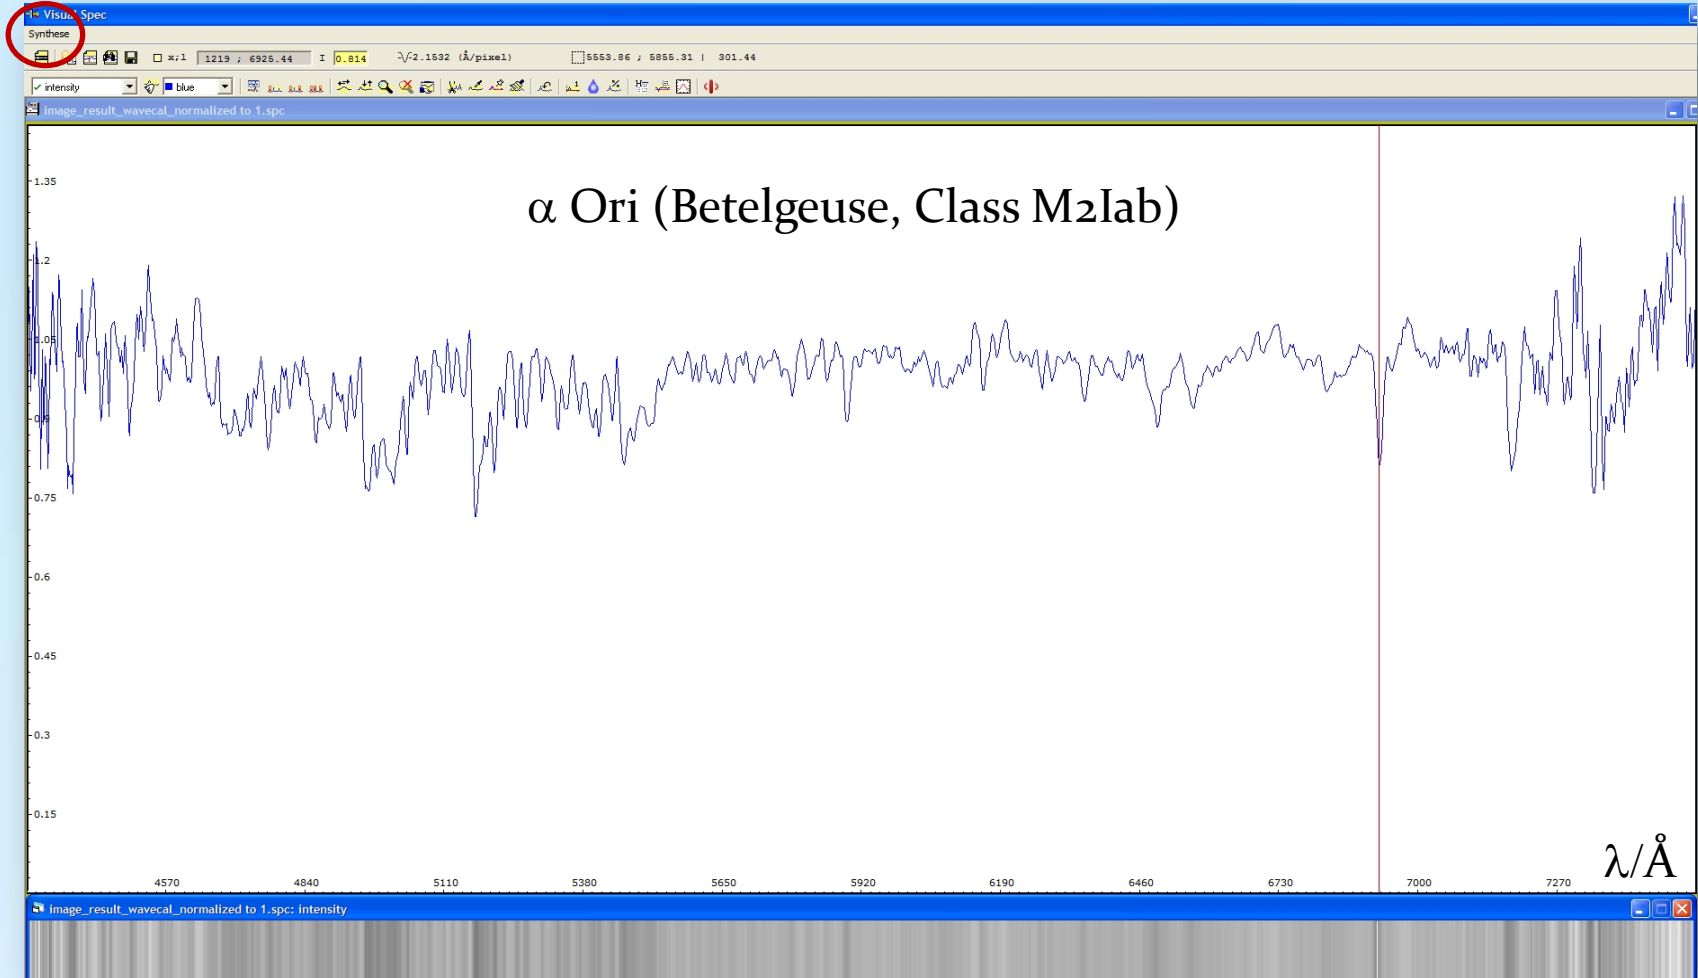 Visual Spec
Synthese
x;l 1219 ; 6925.44 I 0.814 2.1532 (Å/pixel) 5553.86 ; 5855.31 | 301.44
intensity blue
image_result_wavecal_normalized to 1.spc
α Ori (Betelgeuse, Class M2Iab)
1.35
1.2
1.05
0.9
0.75
0.6
0.45
0.3
0.15
λ/Å
4570 4840 5110 5380 5650 5920 6190 6460 6730 7000 7270
image_result_wavecal_normalized to 1.spc: intensity